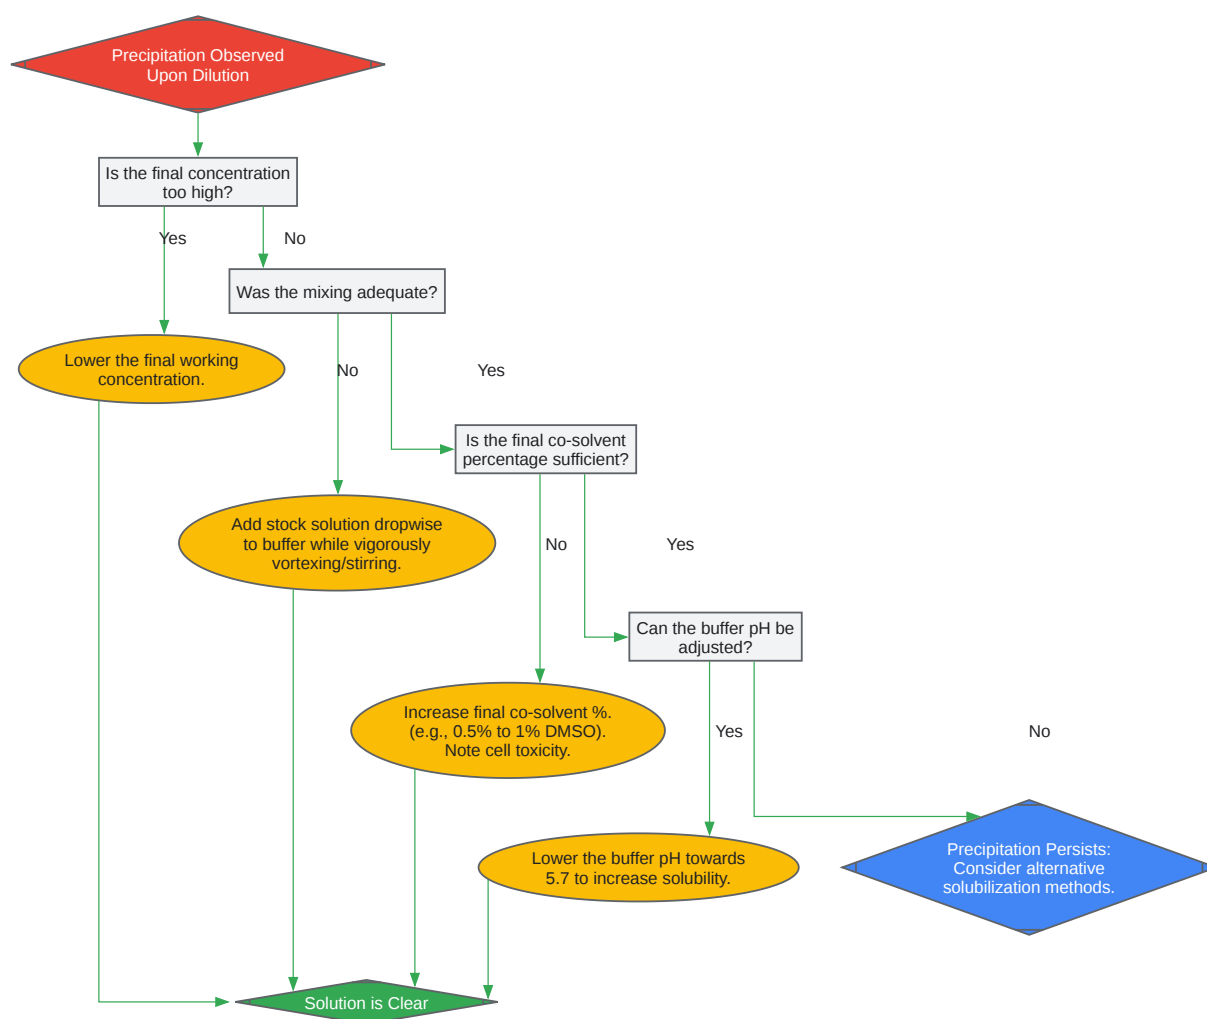 Precipitation Observed
Upon Dilution
Is the final concentration
too high?
Yes
No
Was the mixing adequate?
Lower the final working
concentration.
No
Yes
Is the final co-solvent
percentage sufficient?
Add stock solution dropwise
to buffer while vigorously
vortexing/stirring.
No
Yes
Can the buffer pH be
adjusted?
Increase final co-solvent %.
(e.g., 0.5% to 1% DMSO).
Note cell toxicity.
Yes
No
Lower the buffer pH towards
5.7 to increase solubility.
Precipitation Persists:
Consider alternative
solubilization methods.
Solution is Clear